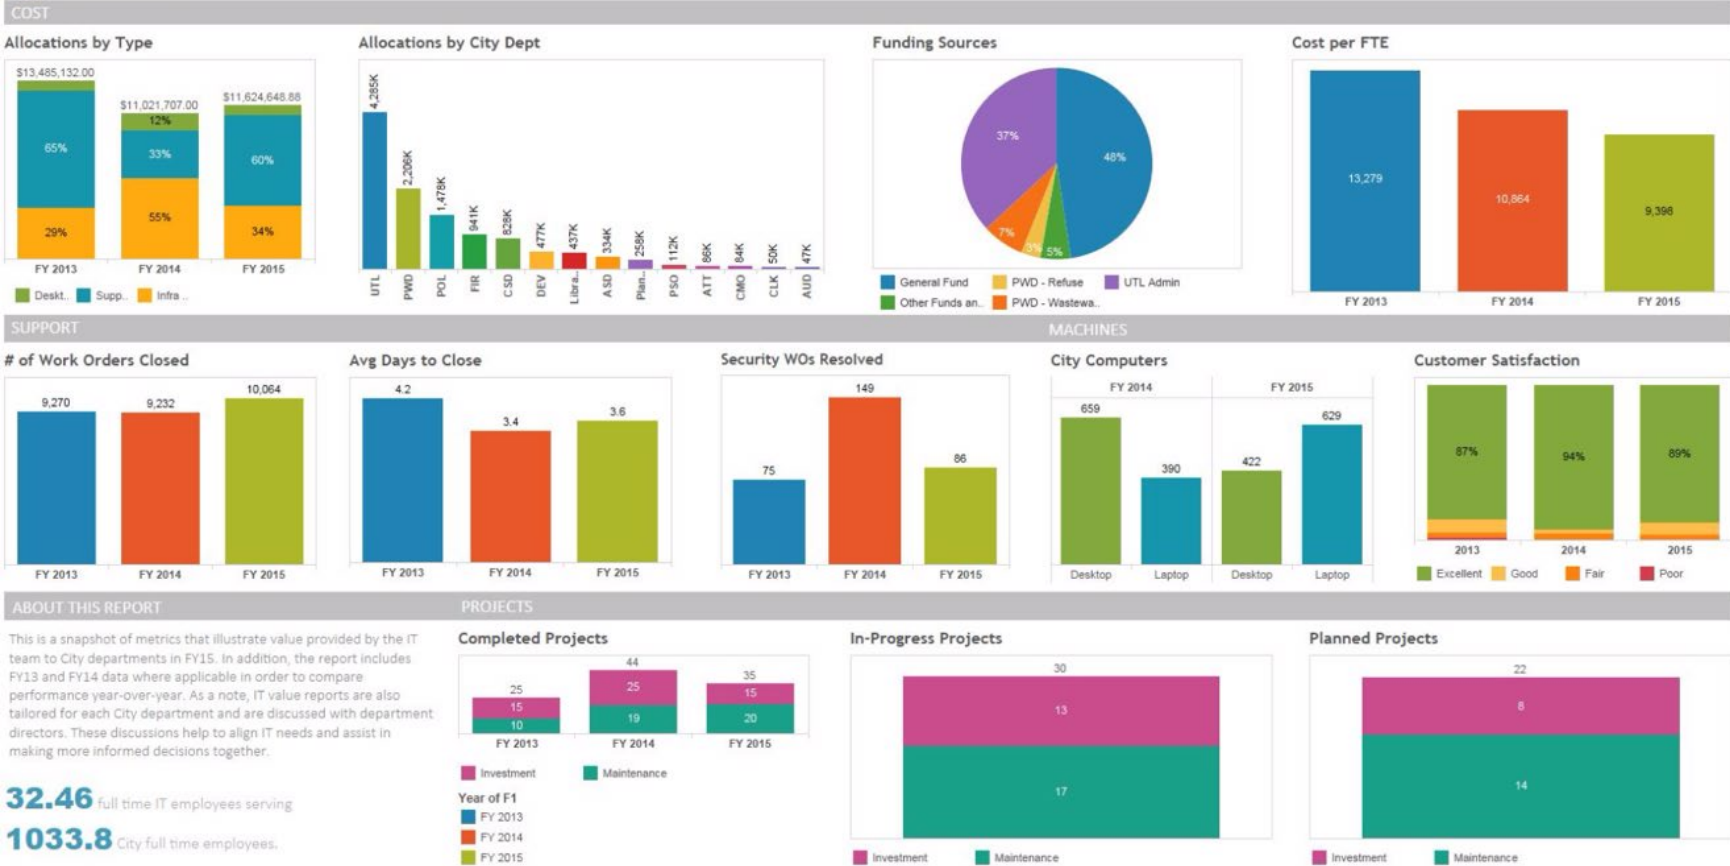 COST
Allocations by Type
$13,485,132.00
$11,021,707.00
$11,624,648.88
12%
65%
33%
60%
29%
55%
34%
FY 2013 FY 2014 FY 2015
Deskt.. Supp.. Infra ..
Allocations by City Dept
4,285K
2,206K
1,478K
941K
828K
477K
437K
334K
258K
112K
86K
84K
50K
47K
UTL
PWD
POL
FIR
CSD
DEV
Libra..
ASD
Plan..
PSO
ATT
CMO
CLK
AUD
Funding Sources
37%
48%
7%
3%
5%
General Fund PWD - Refuse UTL Admin
Other Funds an.. PWD - Wastewa..
Cost per FTE
13,279
10,864
9,398
FY 2013 FY 2014 FY 2015
SUPPORT
# of Work Orders Closed
9,270
9,232
10,064
FY 2013 FY 2014 FY 2015
Avg Days to Close
4.2
3.4
3.6
FY 2013 FY 2014 FY 2015
Security WOs Resolved
75
149
86
FY 2013 FY 2014 FY 2015
MACHINES
City Computers
FY 2014 FY 2015
659
390
422
629
Desktop Laptop Desktop Laptop
Customer Satisfaction
87%
94%
89%
2013 2014 2015
Excellent Good Fair Poor
ABOUT THIS REPORT
This is a snapshot of metrics that illustrate value provided by the IT
team to City departments in FY15. In addition, the report includes
FY13 and FY14 data where applicable in order to compare
performance year-over-year. As a note, IT value reports are also
tailored for each City department and are discussed with department
directors. These discussions help to align IT needs and assist in
making more informed decisions together.
32.46 full time IT employees serving
1033.8 City full time employees.
PROJECTS
Completed Projects
25
44
35
15
25
15
10
19
20
FY 2013 FY 2014 FY 2015
Investment Maintenance
Year of F1
FY 2013
FY 2014
FY 2015
In-Progress Projects
30
13
17
Investment Maintenance
Planned Projects
22
8
14
Investment Maintenance